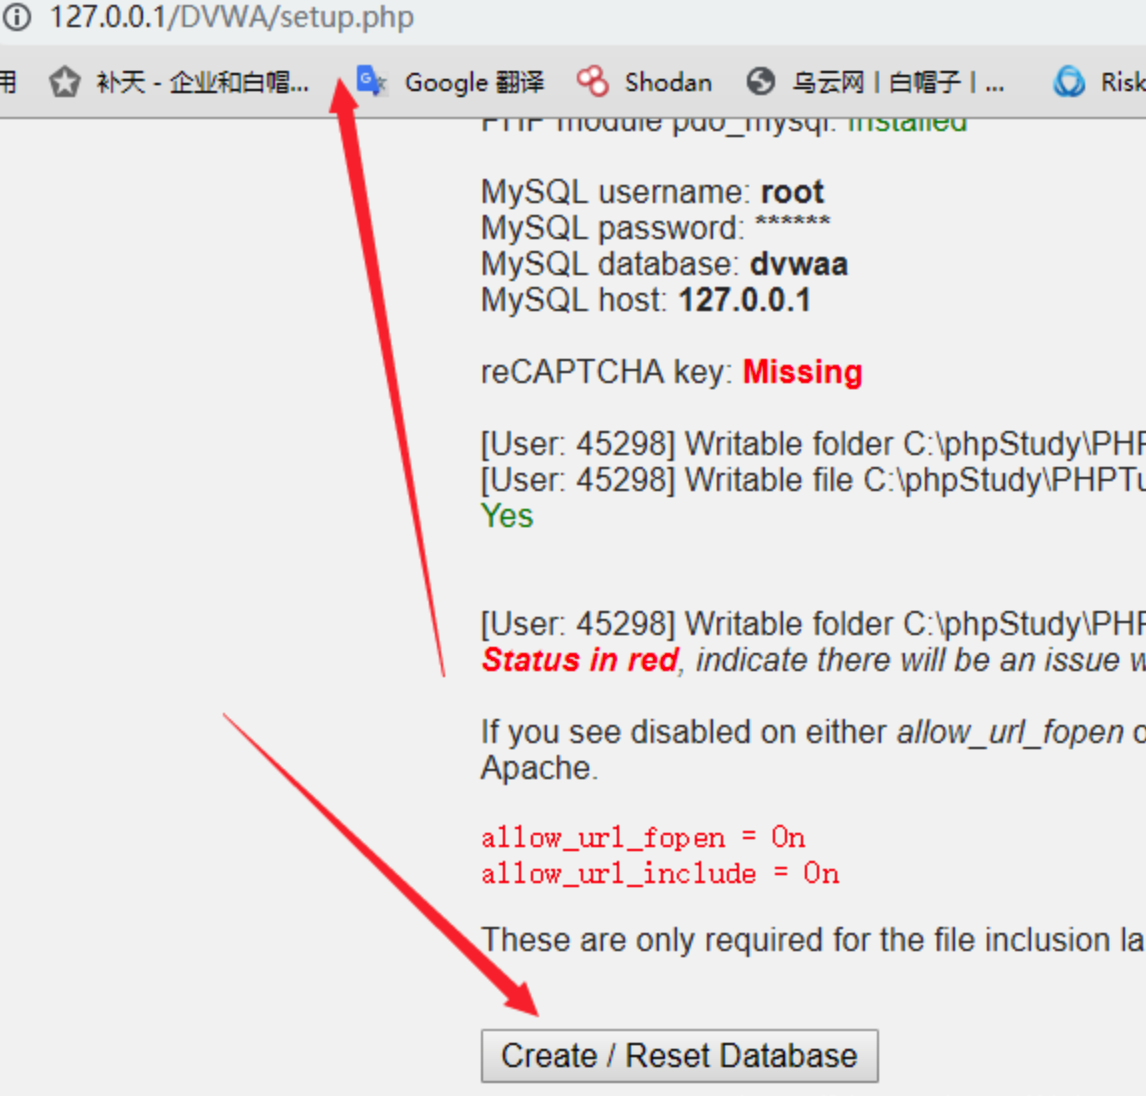 127.0.0.1/DVWA/setup.php
用 补天 - 企业和白帽... Google 翻译 Shodan 乌云网 | 白帽子 | ... Risk
PHP module pdo_mysql: Installed
MySQL username: root
MySQL password: ******
MySQL database: dvwaa
MySQL host: 127.0.0.1
reCAPTCHA key: Missing
[User: 45298] Writable folder C:\phpStudy\PHP
[User: 45298] Writable file C:\phpStudy\PHPTu
Yes
[User: 45298] Writable folder C:\phpStudy\PHP
Status in red, indicate there will be an issue w
If you see disabled on either allow_url_fopen o
Apache.
allow_url_fopen = On
allow_url_include = On
These are only required for the file inclusion la
Create / Reset Database